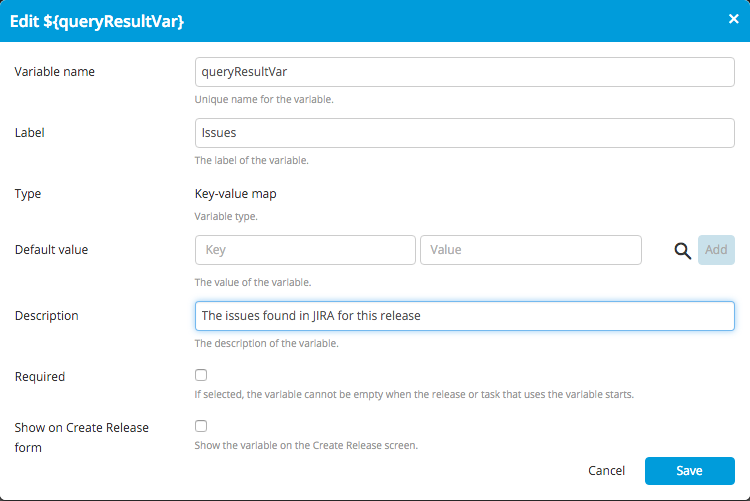 Edit ${queryResultVar}
×
Variable name
queryResultVar
Unique name for the variable.
Label
Issues
The label of the variable.
Type
Key-value map
Variable type.
Default value
Key
Value
Add
The value of the variable.
Description
The issues found in JIRA for this release
The description of the variable.
Required
If selected, the variable cannot be empty when the release or task that uses the variable starts.
Show on Create Release
form
Show the variable on the Create Release screen.
Cancel
Save